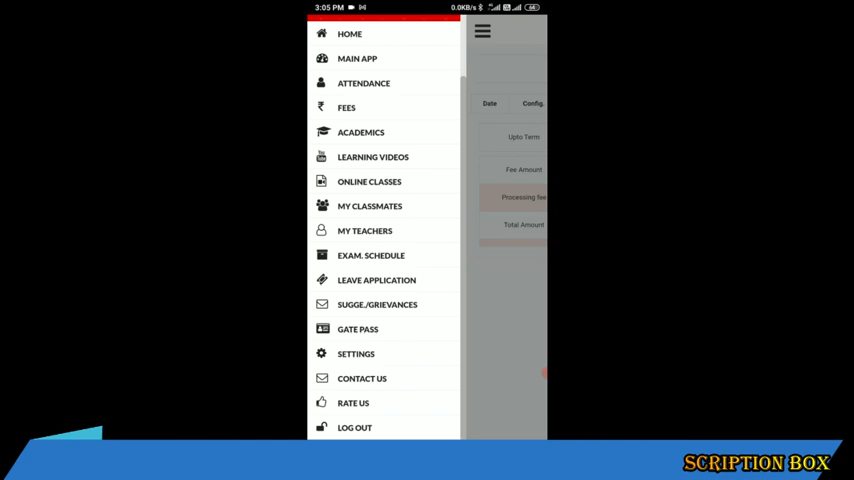 3:05 PM
0.0KB/s
HOME
MAIN APP
ATTENDANCE
FEES
ACADEMICS
LEARNING VIDEOS
ONLINE CLASSES
MY CLASSMATES
MY TEACHERS
EXAM. SCHEDULE
LEAVE APPLICATION
SUGGE./GRIEVANCES
GATE PASS
SETTINGS
CONTACT US
RATE US
LOG OUT
Date Config.
Upto Term
Fee Amount
Processing fee
Total Amount
SCRIPTION BOX